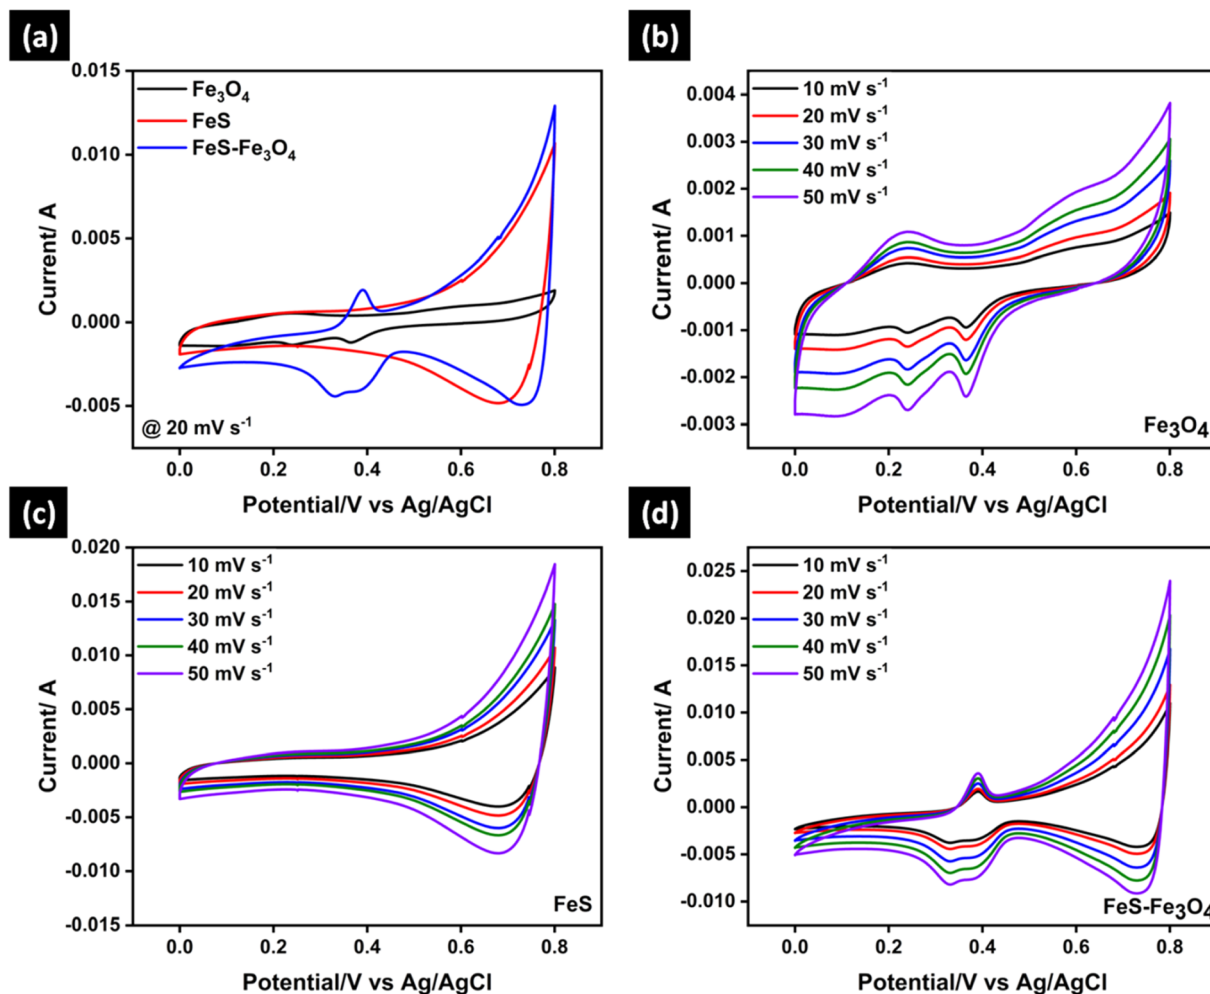 (a)
0.015
0.010
0.005
0.000
-0.005
Current/ A
Fe₃O₄
FeS
FeS-Fe₃O₄
@ 20 mV s⁻¹
0.0 0.2 0.4 0.6 0.8
Potential/V vs Ag/AgCl
(b)
0.004
0.003
0.002
0.001
0.000
-0.001
-0.002
-0.003
Current/ A
10 mV s⁻¹
20 mV s⁻¹
30 mV s⁻¹
40 mV s⁻¹
50 mV s⁻¹
Fe₃O₄
0.0 0.2 0.4 0.6 0.8
Potential/V vs Ag/AgCl
(c)
0.020
0.015
0.010
0.005
0.000
-0.005
-0.010
-0.015
Current/ A
10 mV s⁻¹
20 mV s⁻¹
30 mV s⁻¹
40 mV s⁻¹
50 mV s⁻¹
FeS
0.0 0.2 0.4 0.6 0.8
Potential/V vs Ag/AgCl
(d)
0.025
0.020
0.015
0.010
0.005
0.000
-0.005
-0.010
Current/ A
10 mV s⁻¹
20 mV s⁻¹
30 mV s⁻¹
40 mV s⁻¹
50 mV s⁻¹
FeS-Fe₃O₄
0.0 0.2 0.4 0.6 0.8
Potential/V vs Ag/AgCl